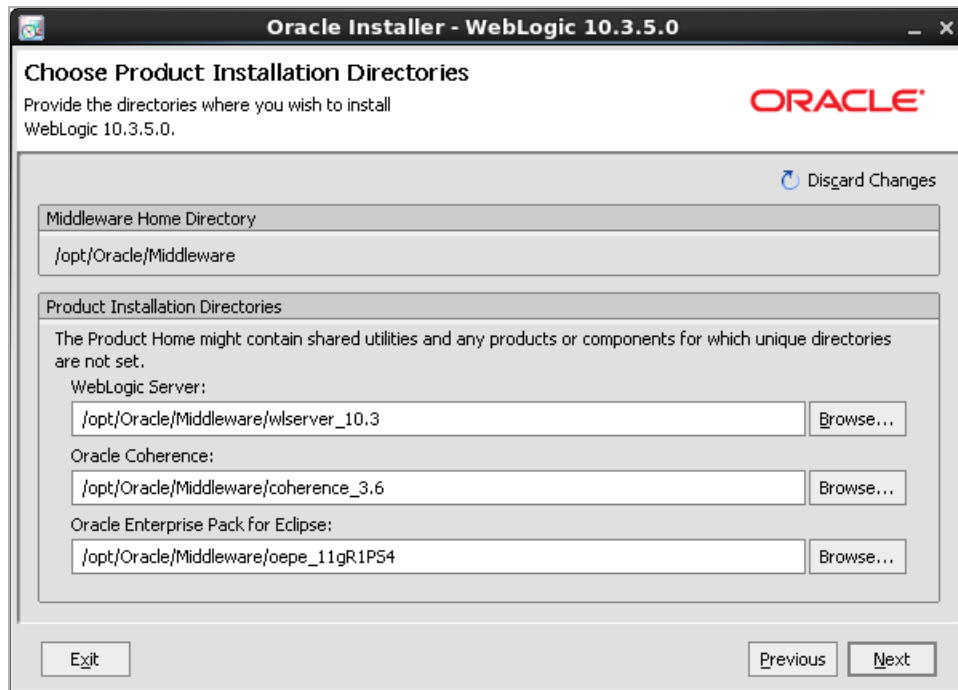 Oracle Installer - WebLogic 10.3.5.0
Choose Product Installation Directories
Provide the directories where you wish to install
WebLogic 10.3.5.0.
ORACLE
Discard Changes
Middleware Home Directory
/opt/Oracle/Middleware
Product Installation Directories
The Product Home might contain shared utilities and any products or components for which unique directories
are not set.
WebLogic Server:
/opt/Oracle/Middleware/wlserver_10.3
Browse...
Oracle Coherence:
/opt/Oracle/Middleware/coherence_3.6
Browse...
Oracle Enterprise Pack for Eclipse:
/opt/Oracle/Middleware/oepe_11gR1PS4
Browse...
Exit
Previous
Next